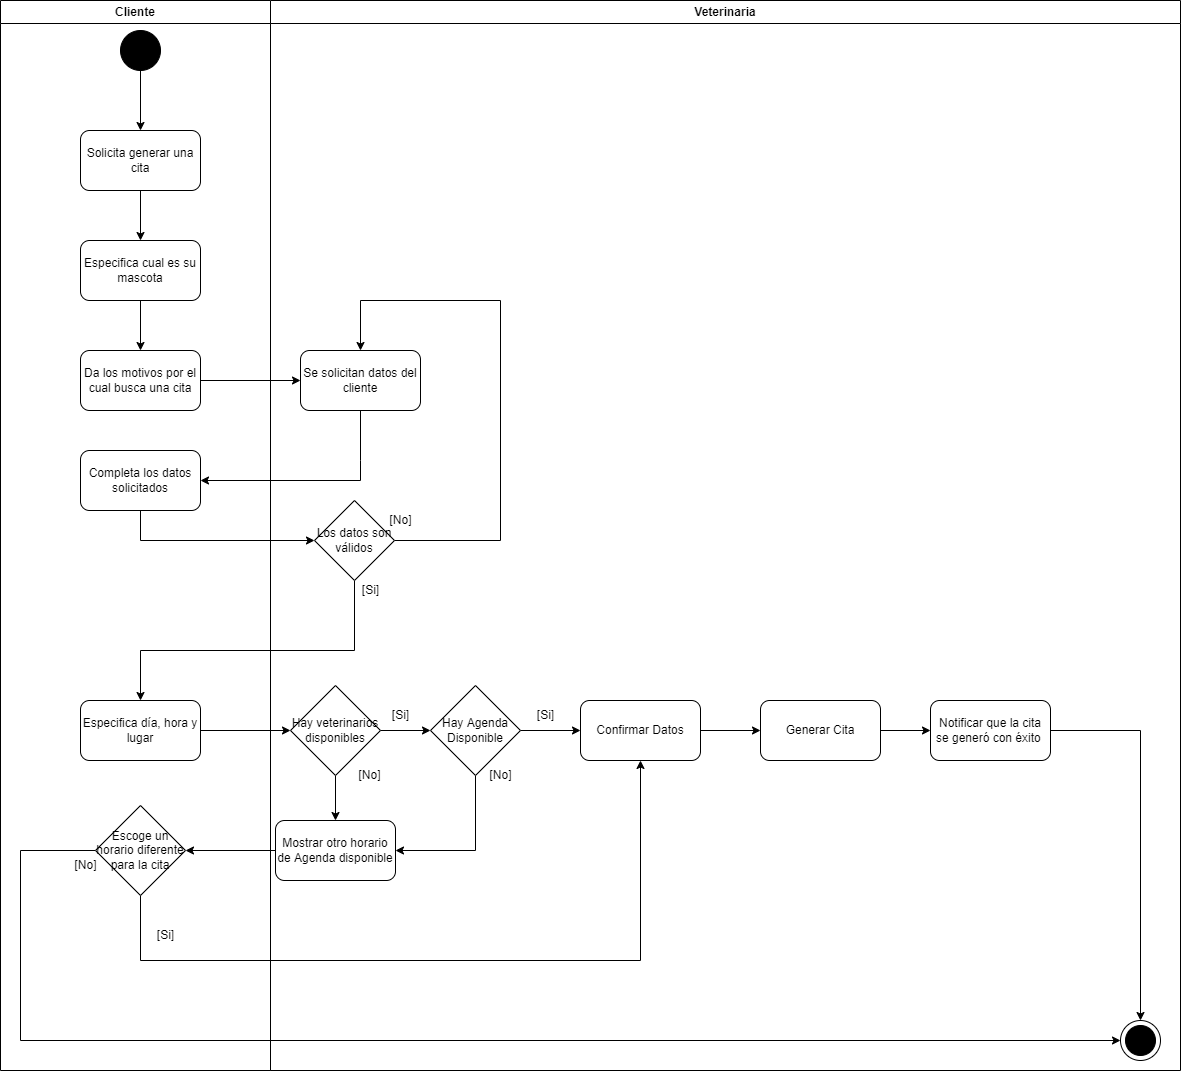 Cliente
Veterinaria
Solicita generar una
cita
Especifica cual es su
mascota
Da los motivos por el
cual busca una cita
Se solicitan datos del
cliente
Completa los datos
solicitados
[No]
Los datos son
válidos
[Si]
Especifica día, hora y
lugar
Hay veterinarios
disponibles
[Si]
Hay Agenda
Disponible
[Si]
Confirmar Datos
Generar Cita
Notificar que la cita
se generó con éxito
[No]
[No]
Escoge un
horario diferente
para la cita
[No]
Mostrar otro horario
de Agenda disponible
[Si]